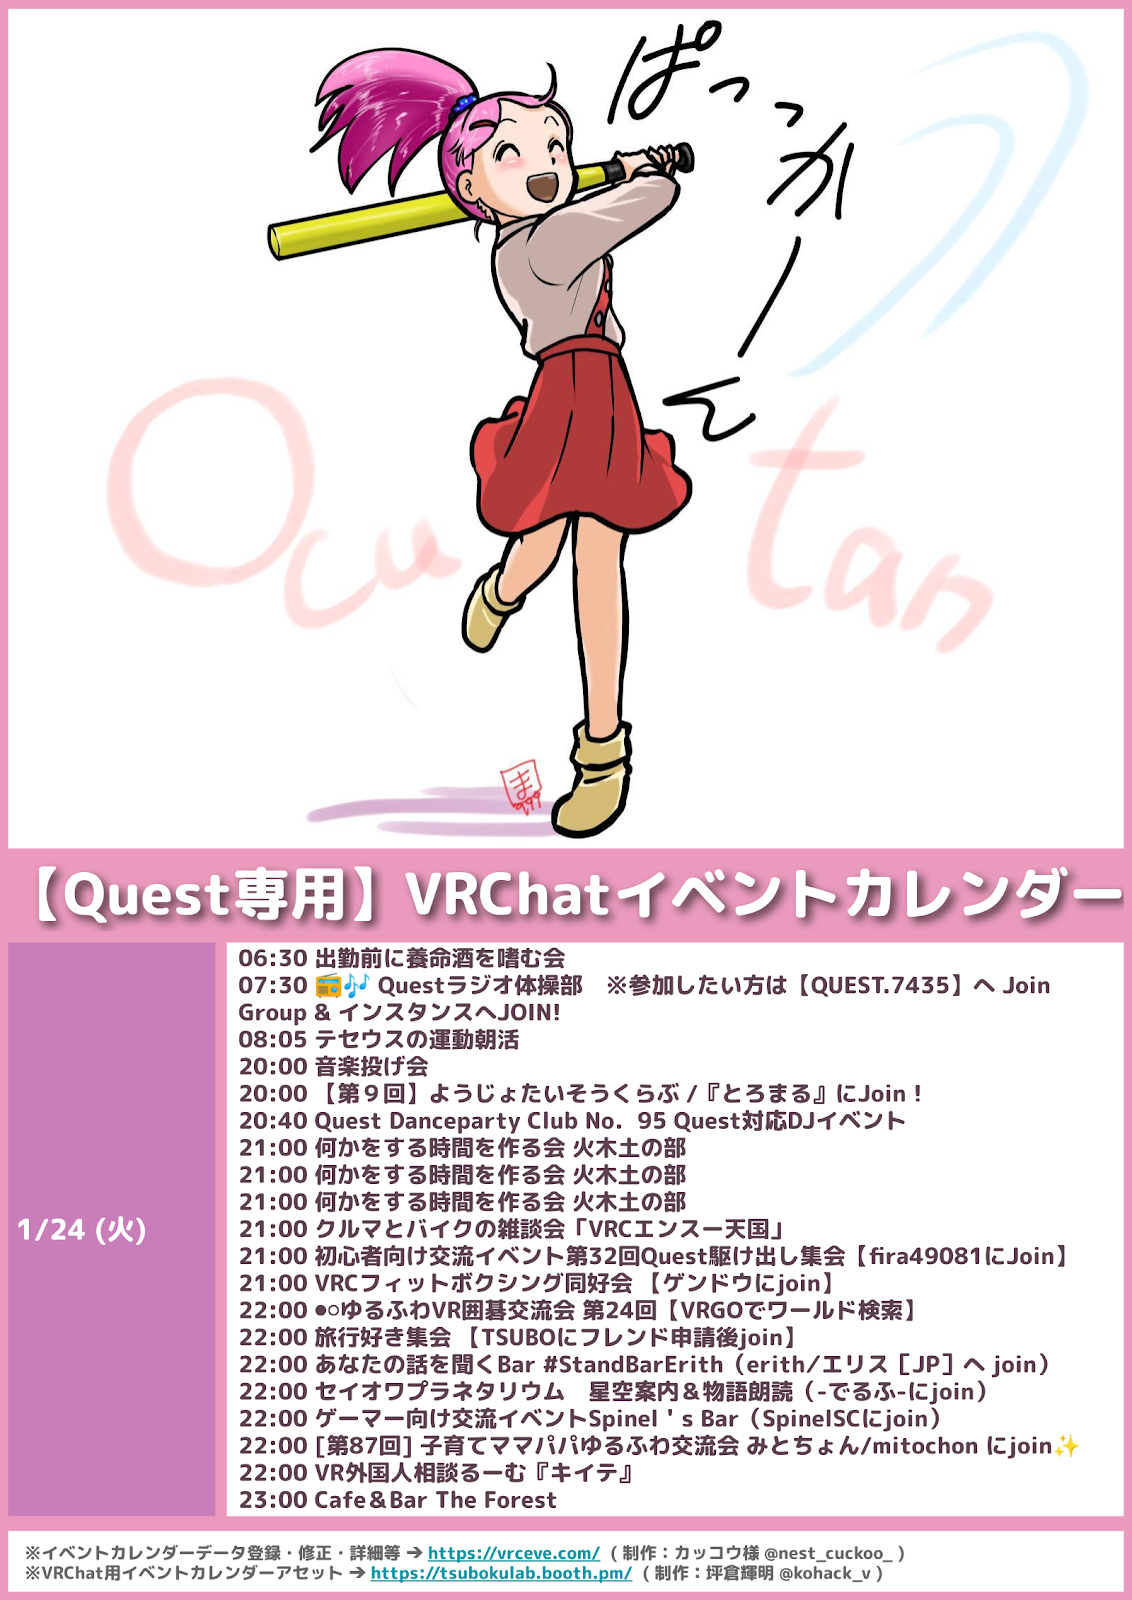 ぱっっかーん
Qcu tan
ま
999
【Quest専用】VRChatイベントカレンダー
1/24 (火)
06:30 出勤前に養命酒を嗜む会
07:30 📻🎶 Questラジオ体操部　※参加したい方は【QUEST.7435】へ Join
Group & インスタンスへJOIN!
08:05 テセウスの運動朝活
20:00 音楽投げ会
20:00 【第９回】ようじょたいそうくらぶ /『とろまる』にJoin！
20:40 Quest Danceparty Club No．95 Quest対応DJイベント
21:00 何かをする時間を作る会 火木土の部
21:00 何かをする時間を作る会 火木土の部
21:00 何かをする時間を作る会 火木土の部
21:00 クルマとバイクの雑談会「VRCエンスー天国」
21:00 初心者向け交流イベント第32回Quest駆け出し集会【fira49081にJoin】
21:00 VRCフィットボクシング同好会 【ゲンドウにjoin】
22:00 ●○ゆるふわVR囲碁交流会 第24回【VRGOでワールド検索】
22:00 旅行好き集会 【TSUBOにフレンド申請後join】
22:00 あなたの話を聞くBar #StandBarErith（erith/エリス［JP］へ join）
22:00 セイオワプラネタリウム　星空案内＆物語朗読（-でるふ-にjoin）
22:00 ゲーマー向け交流イベントSpinel＇s Bar（SpinelSCにjoin）
22:00 [第87回] 子育てママパパゆるふわ交流会 みとちょん/mitochon にjoin✨
22:00 VR外国人相談るーむ『キイテ』
23:00 Cafe＆Bar The Forest
※イベントカレンダーデータ登録・修正・詳細等 ➔ https://vrceve.com/ （ 制作：カッコウ様 @nest_cuckoo_ ）
※VRChat用イベントカレンダーアセット ➔ https://tsubokulab.booth.pm/ （ 制作：坪倉輝明 @kohack_v ）